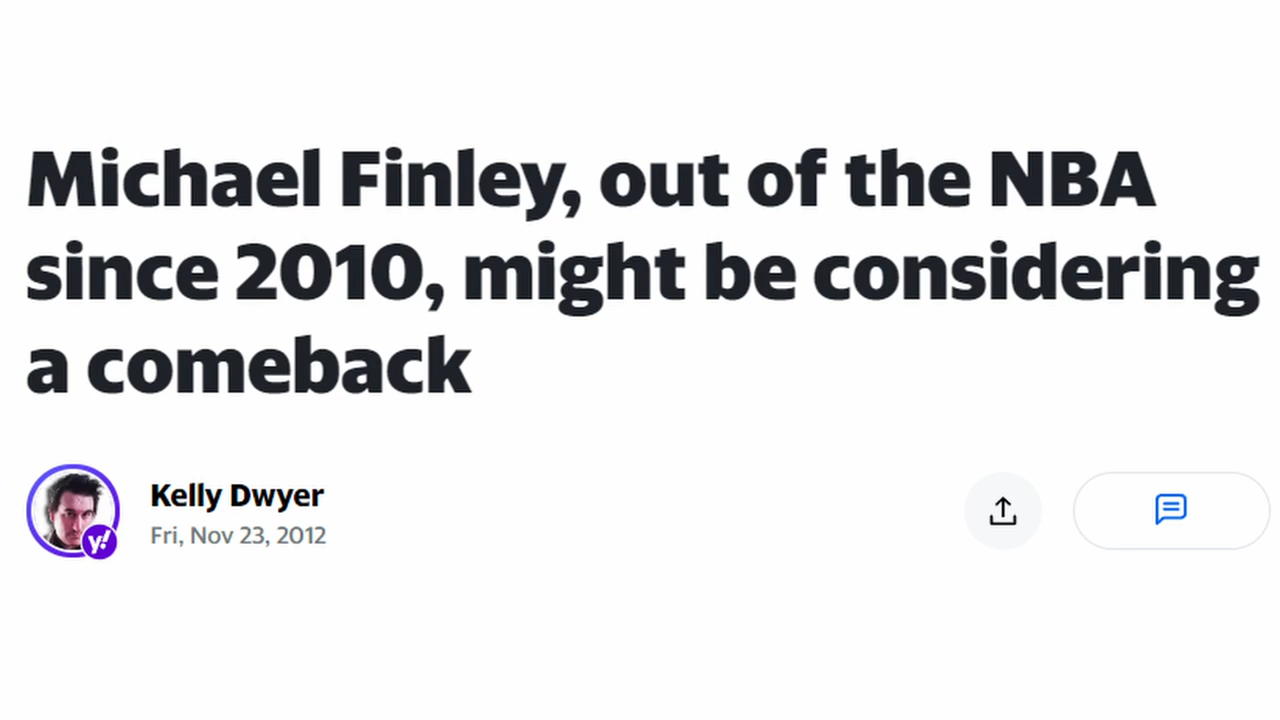 Michael Finley, out of the NBA
since 2010, might be considering
a comeback
Kelly Dwyer
Fri, Nov 23, 2012
y!